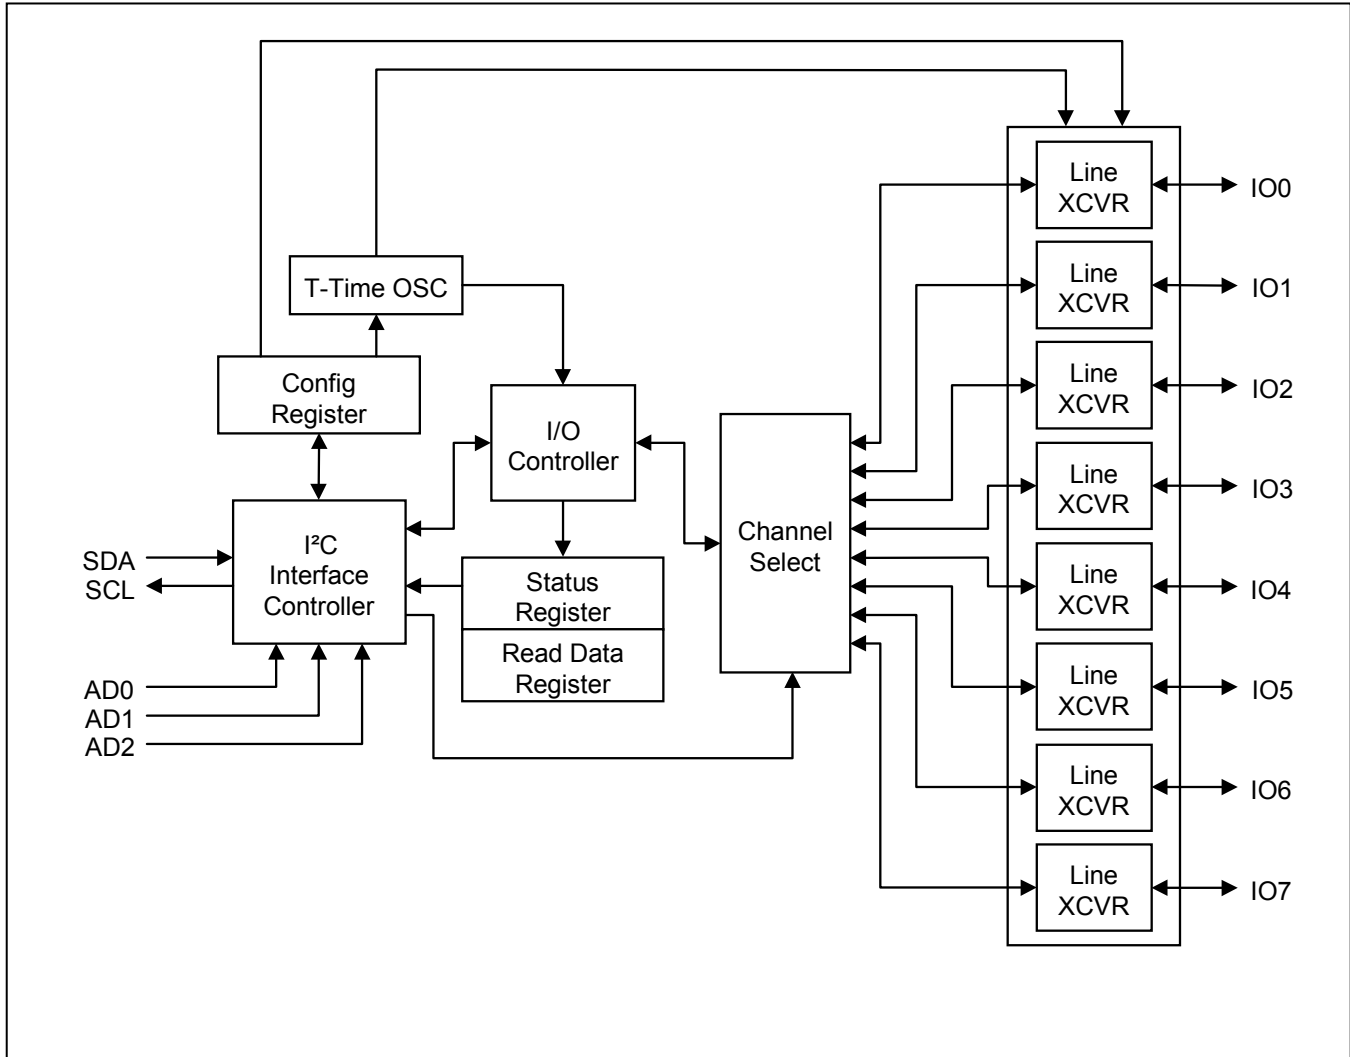 Line
XCVR
IO0
T-Time OSC
Line
XCVR
IO1
Config
Register
Line
XCVR
IO2
I/O
Controller
Line
XCVR
IO3
Channel
Select
I²C
Interface
Controller
SDA
SCL
Status
Register
Line
XCVR
IO4
Read Data
Register
AD0
AD1
AD2
Line
XCVR
IO5
Line
XCVR
IO6
Line
XCVR
IO7